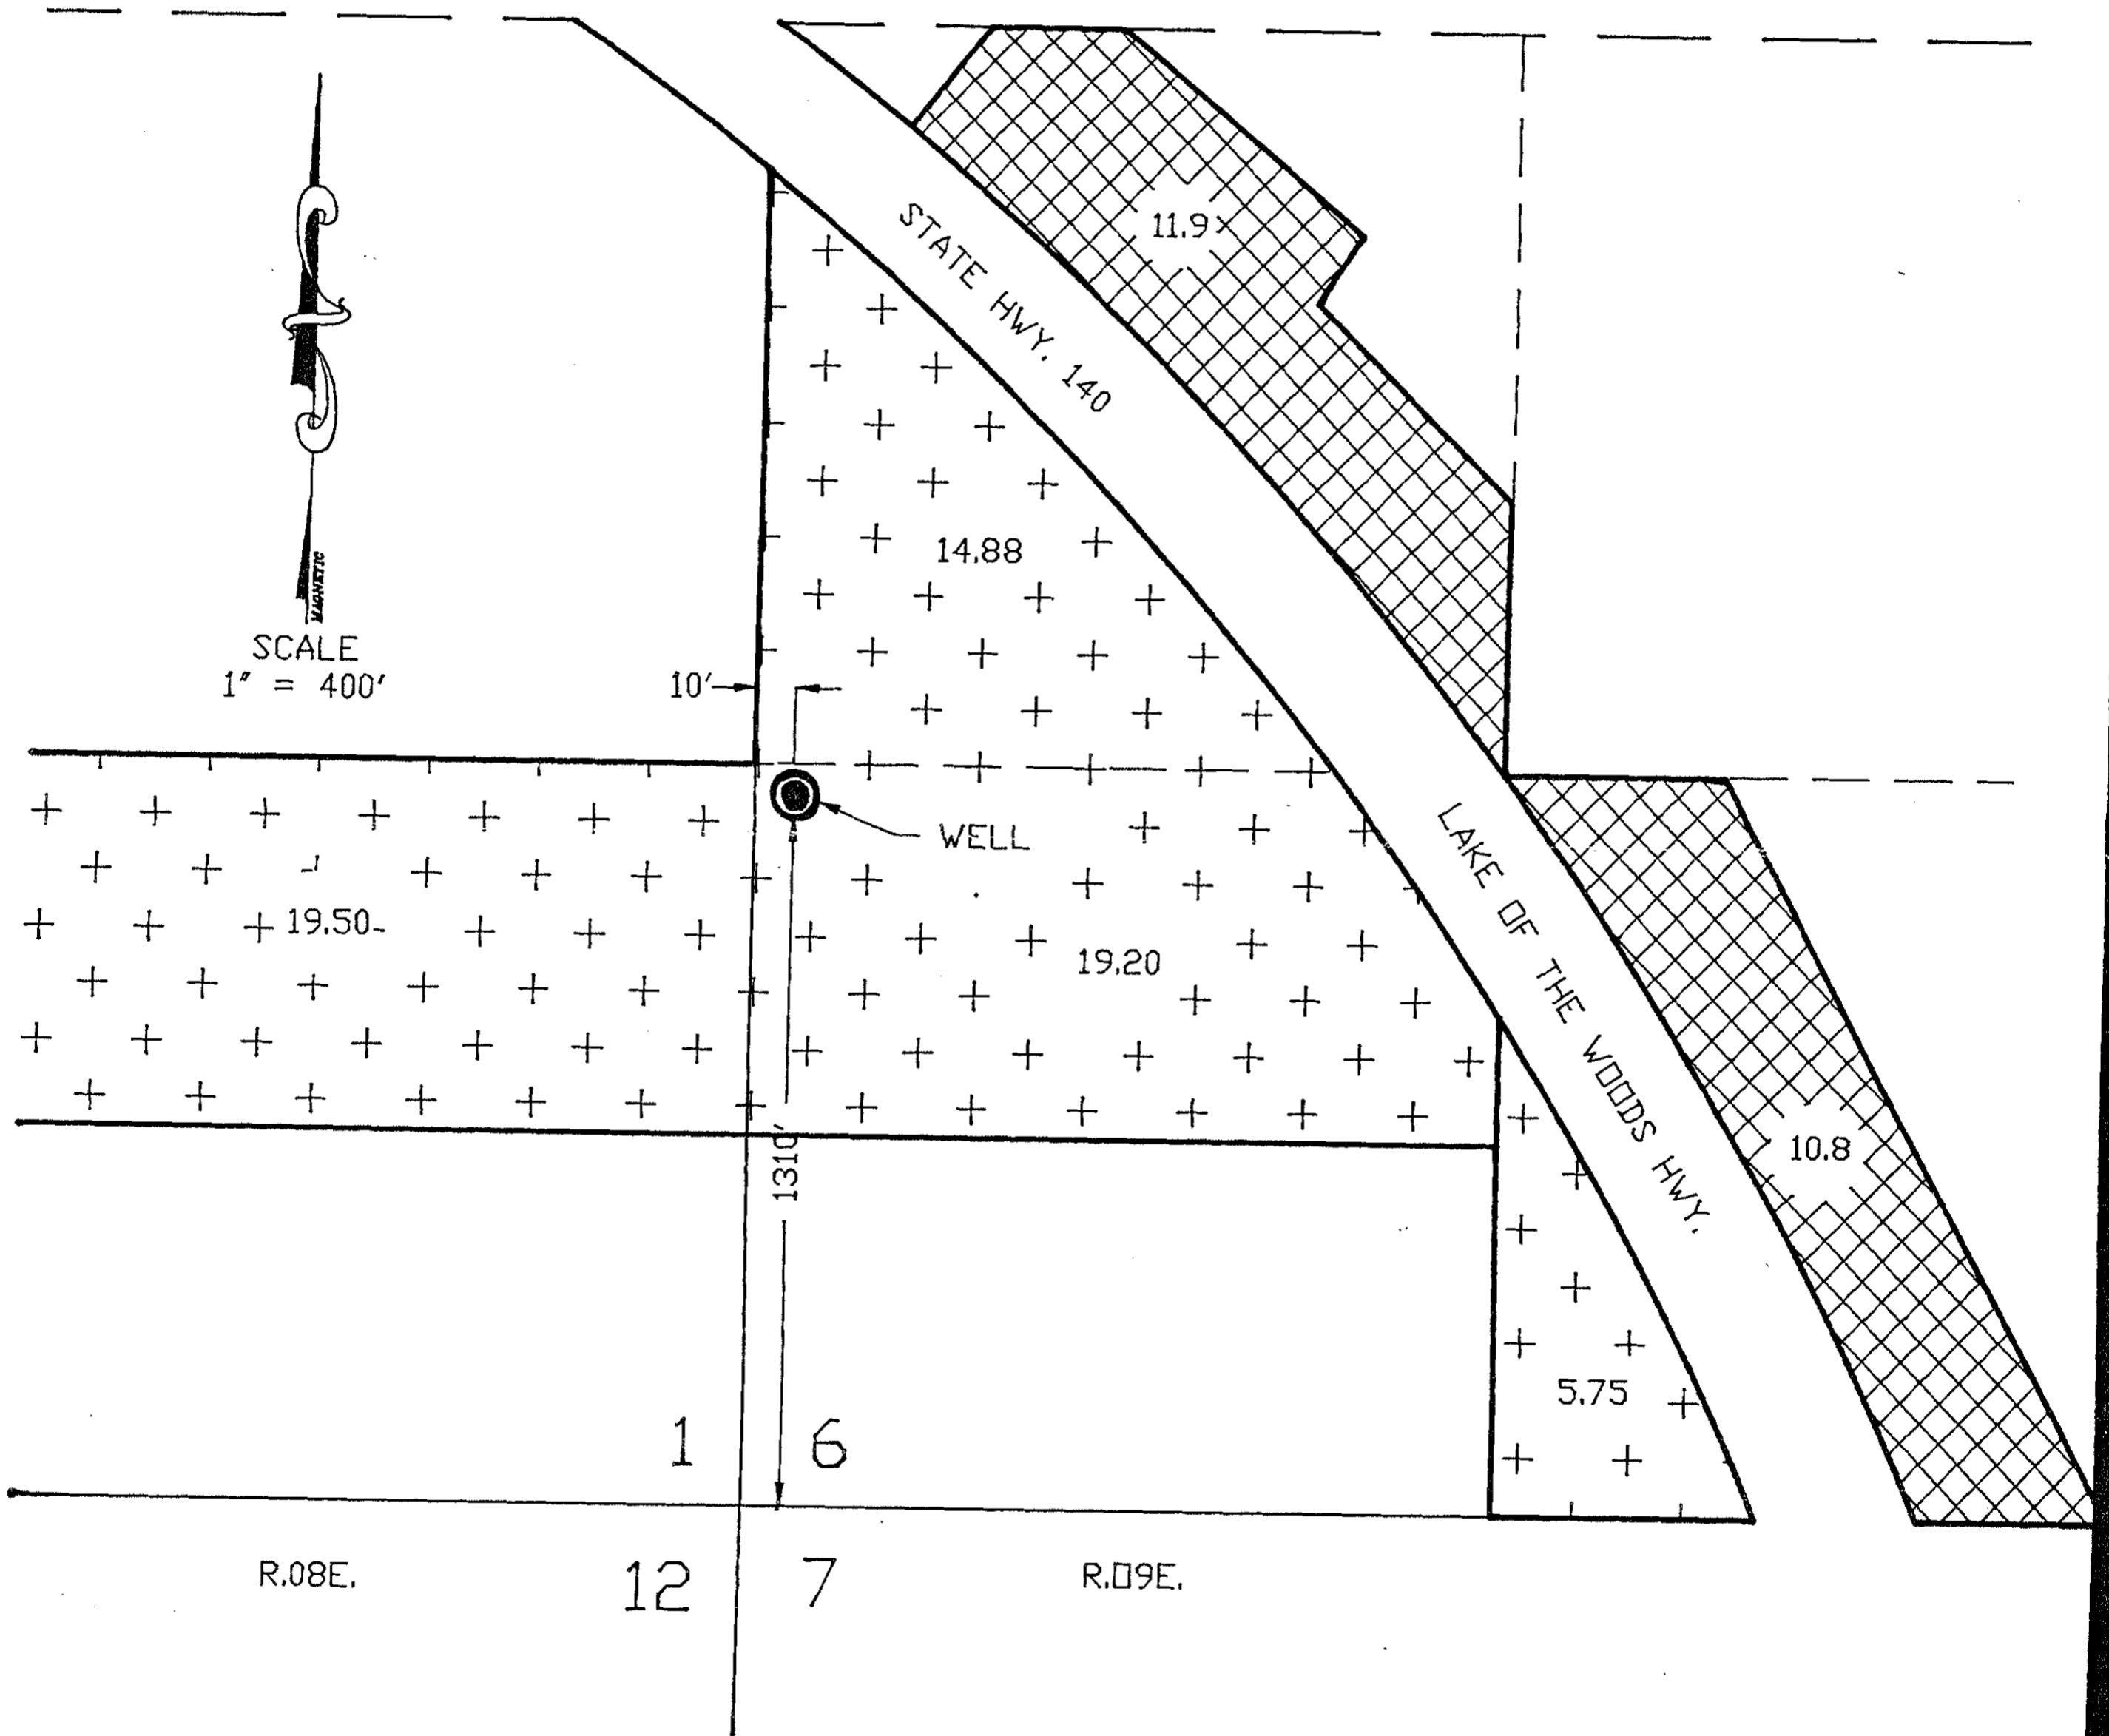 11.9
STATE HWY. 140
14.88
MAGNETIC
SCALE
1" = 400'
10'
WELL
LAKE OF THE WOODS HWY.
19.50
19.20
1310'
10.8
5.75
1 6
R.08E.
12 7
R.09E.